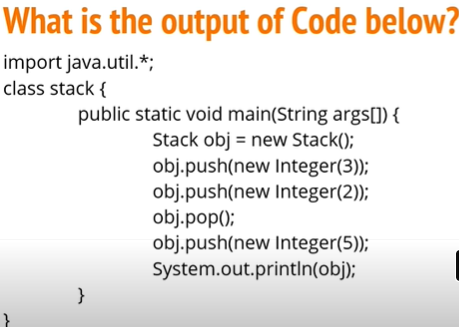 What is the output of Code below?
import java.util.*;
class stack {
public static void main(String args[]) {
Stack obj = new Stack();
obj.push(new Integer(3));
obj.push(new Integer(2));
obj.pop();
obj.push(new Integer(5));
System.out.println(obj);
}
}